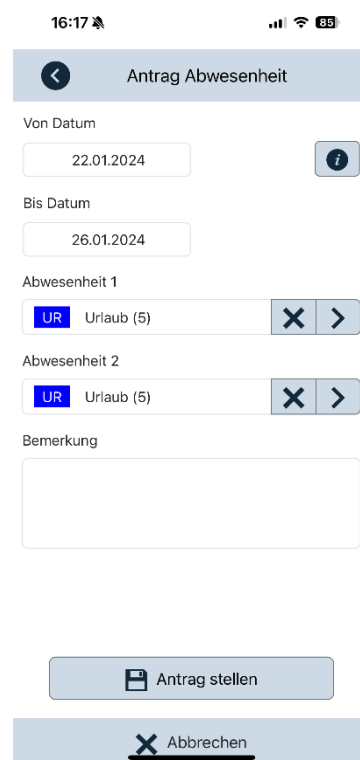 16:17 85
Antrag Abwesenheit
Von Datum
22.01.2024 i
Bis Datum
26.01.2024
Abwesenheit 1
UR Urlaub (5)
Abwesenheit 2
UR Urlaub (5)
Bemerkung
Antrag stellen
Abbrechen